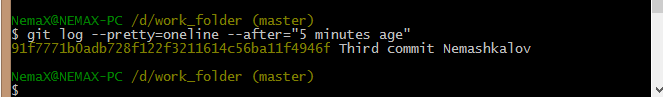 NemaX@NEMAX-PC /d/work_folder (master)
$ git log --pretty=oneline --after="5 minutes age"
91f7771b0adb728f122f3211614c56ba11f4946f Third commit Nemashkalov
NemaX@NEMAX-PC /d/work_folder (master)
$